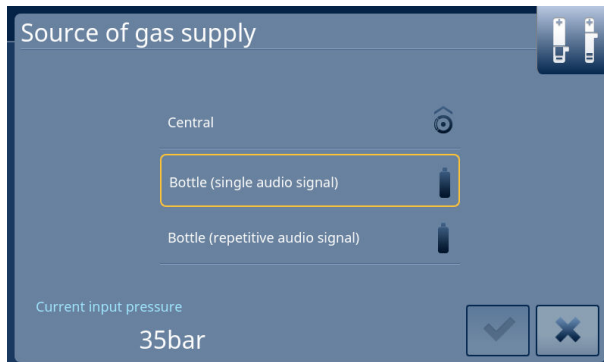 Source of gas supply
Central
Bottle (single audio signal)
Bottle (repetitive audio signal)
Current input pressure
35bar